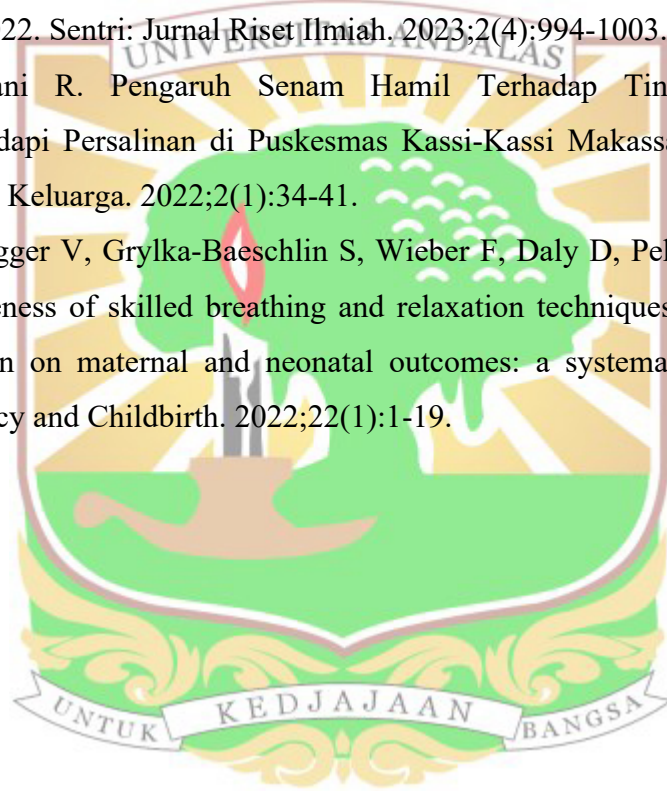 22. Sentri: Jurnal Riset Ilmiah. 2023;2(4):994-1003.
UNIVERSITAS ANDALAS
ani R. Pengaruh Senam Hamil Terhadap Tin
dapi Persalinan di Puskesmas Kassi-Kassi Makassa
Keluarga. 2022;2(1):34-41.
gger V, Grylka-Baeschlin S, Wieber F, Daly D, Pel
eness of skilled breathing and relaxation techniques
n on maternal and neonatal outcomes: a systema
cy and Childbirth. 2022;22(1):1-19.
UNTUK KEDJAJAAN BANGSA